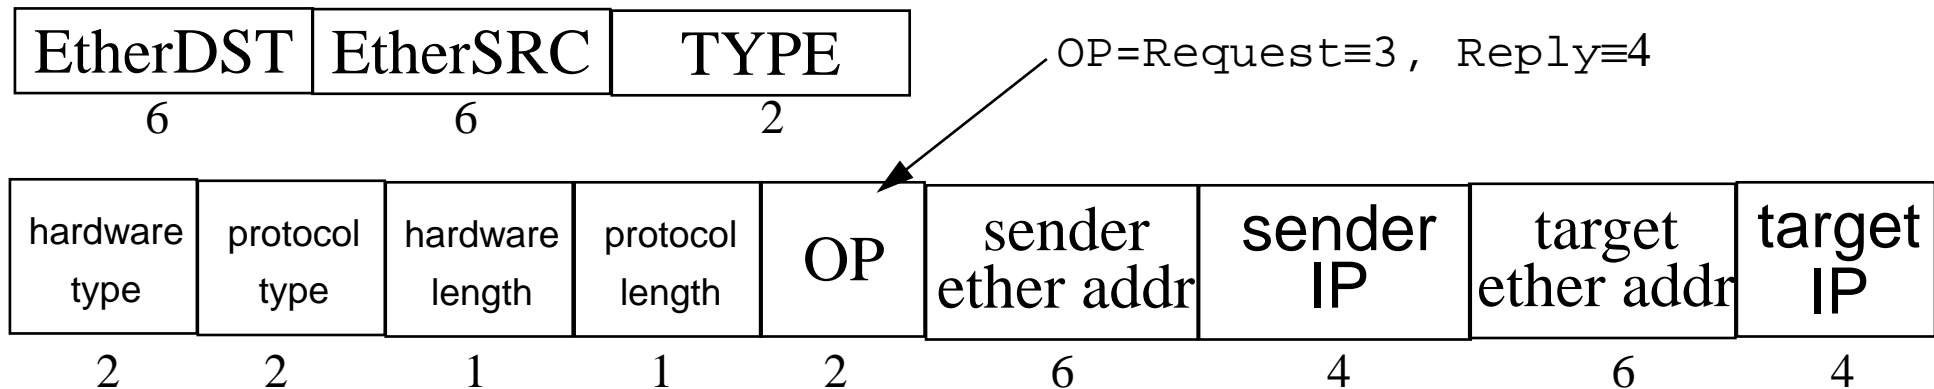 EtherDST EtherSRC TYPE
OP=Request≡3, Reply≡4
6 6 2
hardware type
protocol type
hardware length
protocol length
OP
sender ether addr
sender IP
target ether addr
target IP
2 2 1 1 2 6 4 6 4